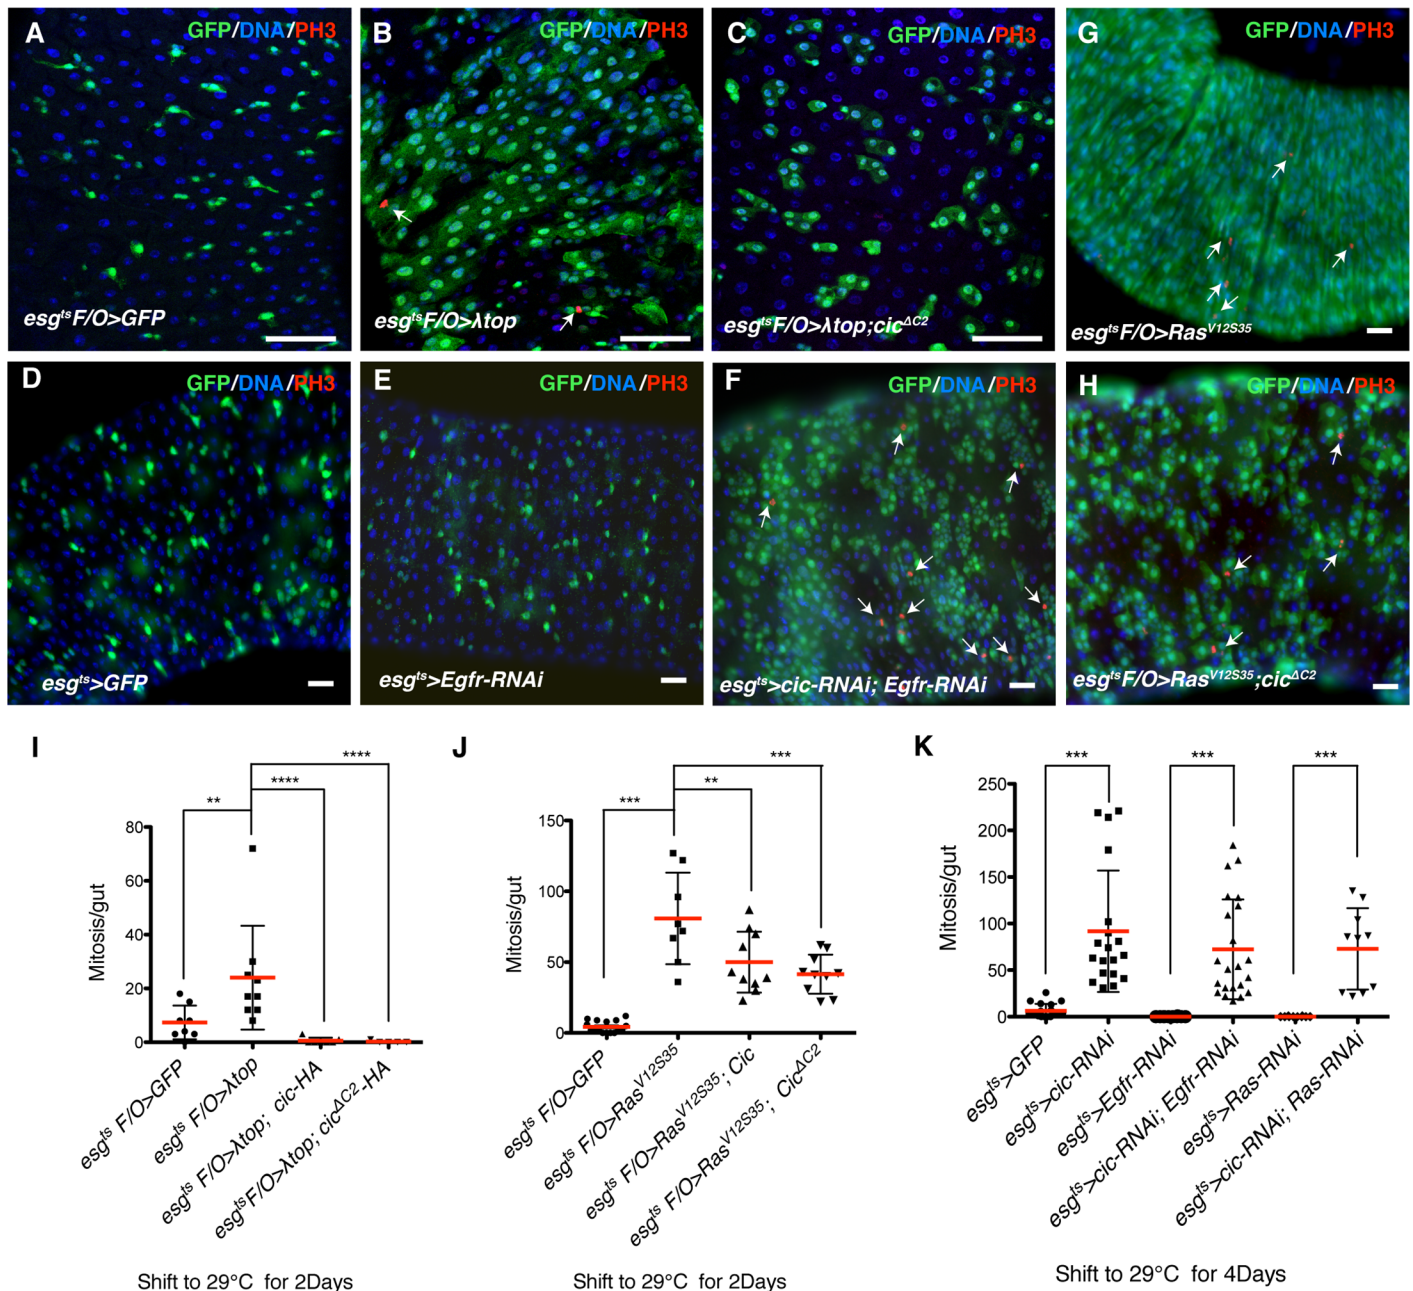 A GFP/DNA/PH3
esgᵗˢF/O>GFP
B GFP/DNA/PH3
esgᵗˢF/O>λtop
C GFP/DNA/PH3
esgᵗˢF/O>λtop;cicᐞC2
G GFP/DNA/PH3
esgᵗˢF/O>RasV12S35
D GFP/DNA/PH3
esgᵗˢ>GFP
E GFP/DNA/PH3
esgᵗˢ>Egfr-RNAi
F GFP/DNA/PH3
esgᵗˢ>cic-RNAi; Egfr-RNAi
H GFP/DNA/PH3
esgᵗˢF/O>RasV12S35;cicΔC2
I
****
****
**
80
60
40
20
0
Mitosis/gut
esgᵗˢ F/O>GFP
esgᵗˢ F/O>λtop
esgᵗˢ F/O>λtop; cic-HA
esgᵗˢF/O>λtop; cicΔC2-HA
Shift to 29°C for 2Days
J
***
**
***
150
100
50
0
Mitosis/gut
esgᵗˢ F/O>GFP
esgᵗˢ F/O>RasV12S35
esgᵗˢ F/O>RasV12S35; Cic
esgᵗˢ F/O>RasV12S35; CicΔC2
Shift to 29°C for 2Days
K
***
***
***
250
200
150
100
50
0
Mitosis/gut
esgᵗˢ>GFP
esgᵗˢ>cic-RNAi
esgᵗˢ>Egfr-RNAi
esgᵗˢ>cic-RNAi; Egfr-RNAi
esgᵗˢ>Ras-RNAi
esgᵗˢ>cic-RNAi; Ras-RNAi
Shift to 29°C for 4Days